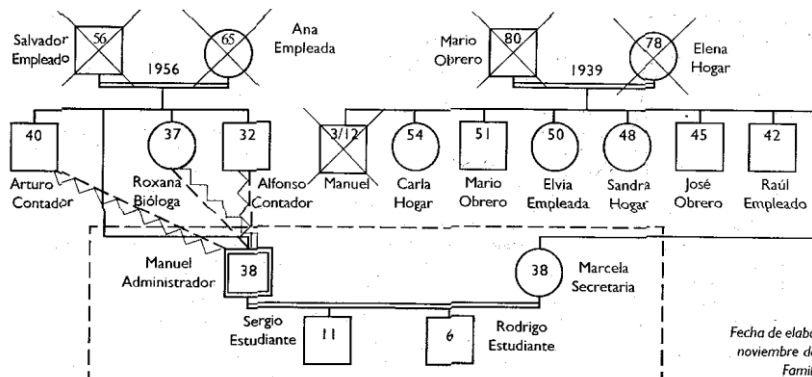 Salvador
Empleado
56
65
Ana
Empleada
1956
Mario
Obrero
80
78
Elena
Hogar
1939
40
37
32
3/12
54
51
50
48
45
42
Arturo
Contador
Roxana
Bióloga
Alfonso
Contador
Manuel
Carla
Hogar
Mario
Obrero
Elvia
Empleada
Sandra
Hogar
José
Obrero
Raúl
Empleado
Manuel
Administrador
38
38
Marcela
Secretaria
Sergio
Estudiante
11
6
Rodrigo
Estudiante
Fecha de elabo
noviembre de
Famil